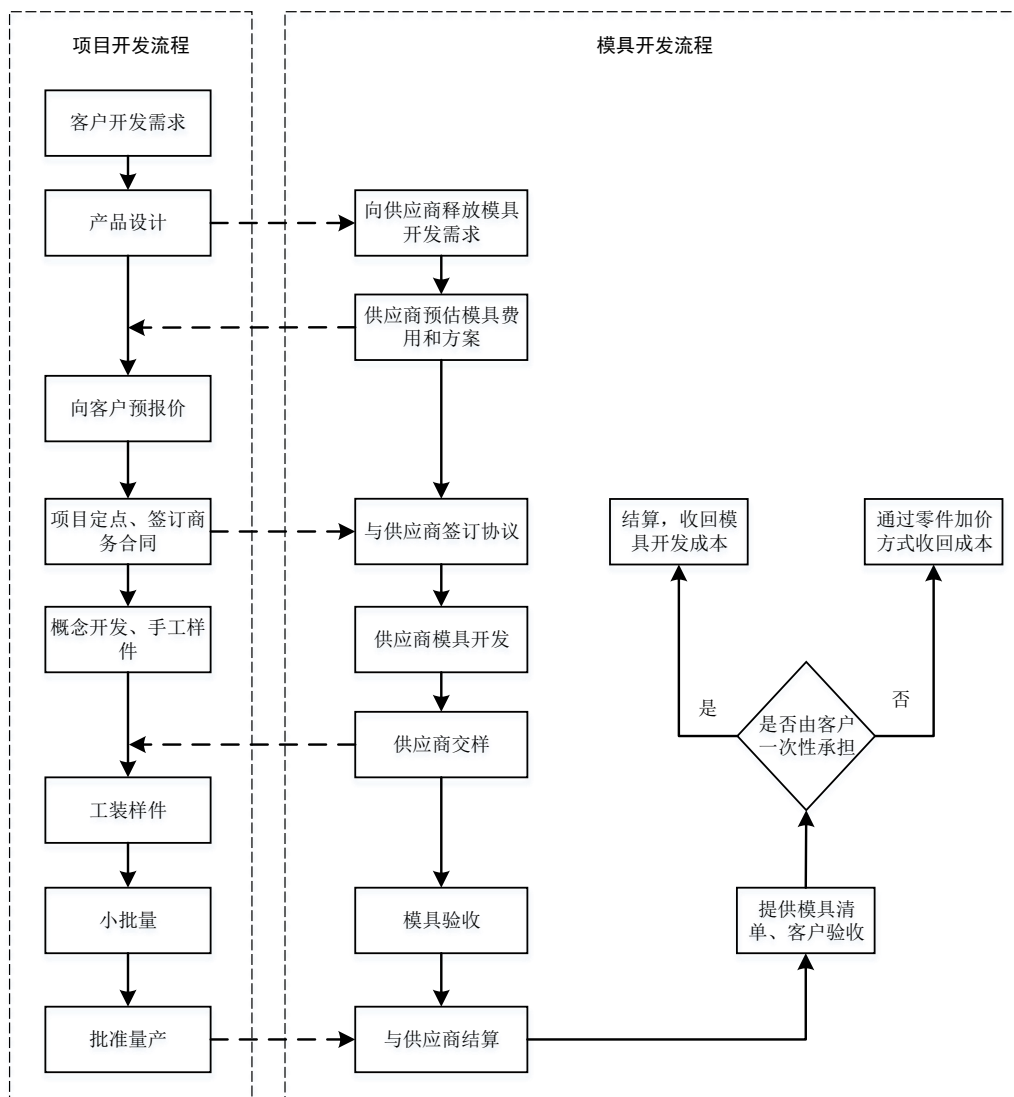 项目开发流程
模具开发流程
客户开发需求
产品设计
向供应商释放模具
开发需求
供应商预估模具费
用和方案
向客户预报价
项目定点、签订商
务合同
与供应商签订协议
结算，收回模
具开发成本
通过零件加价
方式收回成本
概念开发、手工样
件
供应商模具开发
是
否
是否由客户
一次性承担
供应商交样
工装样件
小批量
模具验收
提供模具清
单、客户验收
批准量产
与供应商结算